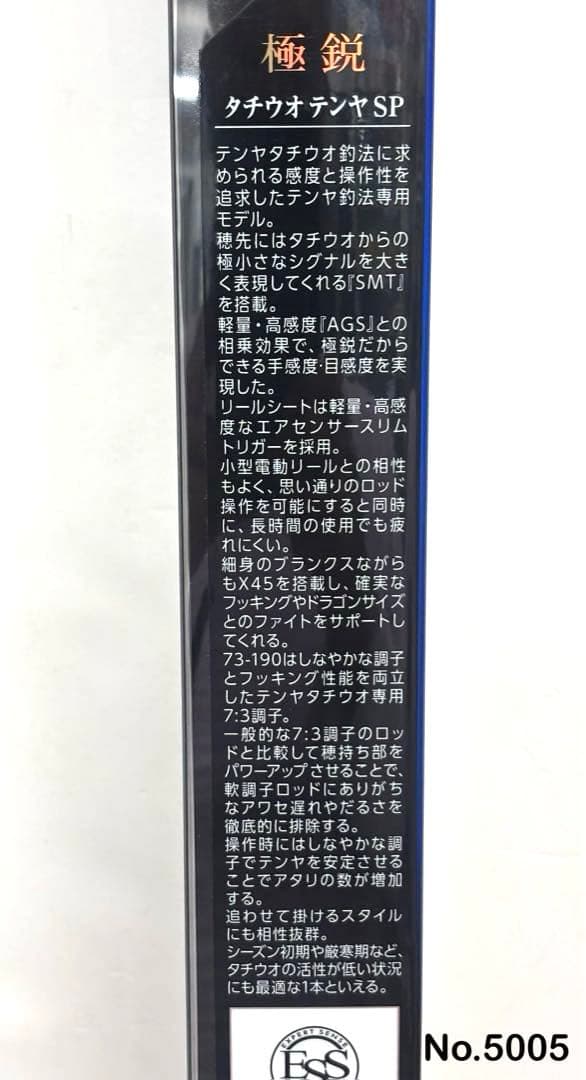 極鋭
タチウオテンヤSP
テンヤタチウオ釣法に求
められる感度と操作性を
追求したテンヤ釣法専用
モデル。
穂先にはタチウオからの
極小さなシグナルを大き
く表現してくれる『SMT』
を搭載。
軽量・高感度『AGS』との
相乗効果で、極鋭だから
できる手感度・目感度を実
現した。
リールシートは軽量・高感
度なエアセンサースリム
トリガーを採用。
小型電動リールとの相性
もよく、思い通りのロッド
操作を可能にすると同時
に、長時間の使用でも疲
れにくい。
細身のブランクスながら
もX45を搭載し、確実な
フッキングやドラゴンサイズ
とのファイトをサポートし
てくれる。
73-190はしなやかな調子
とフッキング性能を両立
したテンヤタチウオ専用
7:3調子。
一般的な7:3調子のロッ
ドと比較して穂持ち部を
パワーアップさせることで、
軟調子ロッドにありがち
なアワセ遅れやだるさを
徹底的に排除する。
操作時にはしなやかな調
子でテンヤを安定させる
ことでアタリの数が増加
する。
追わせて掛けるスタイル
にも相性抜群。
シーズン初期や厳寒期など、
タチウオの活性が低い状況
にも最適な1本といえる。
EXPERT SENSE
ESS
No.5005